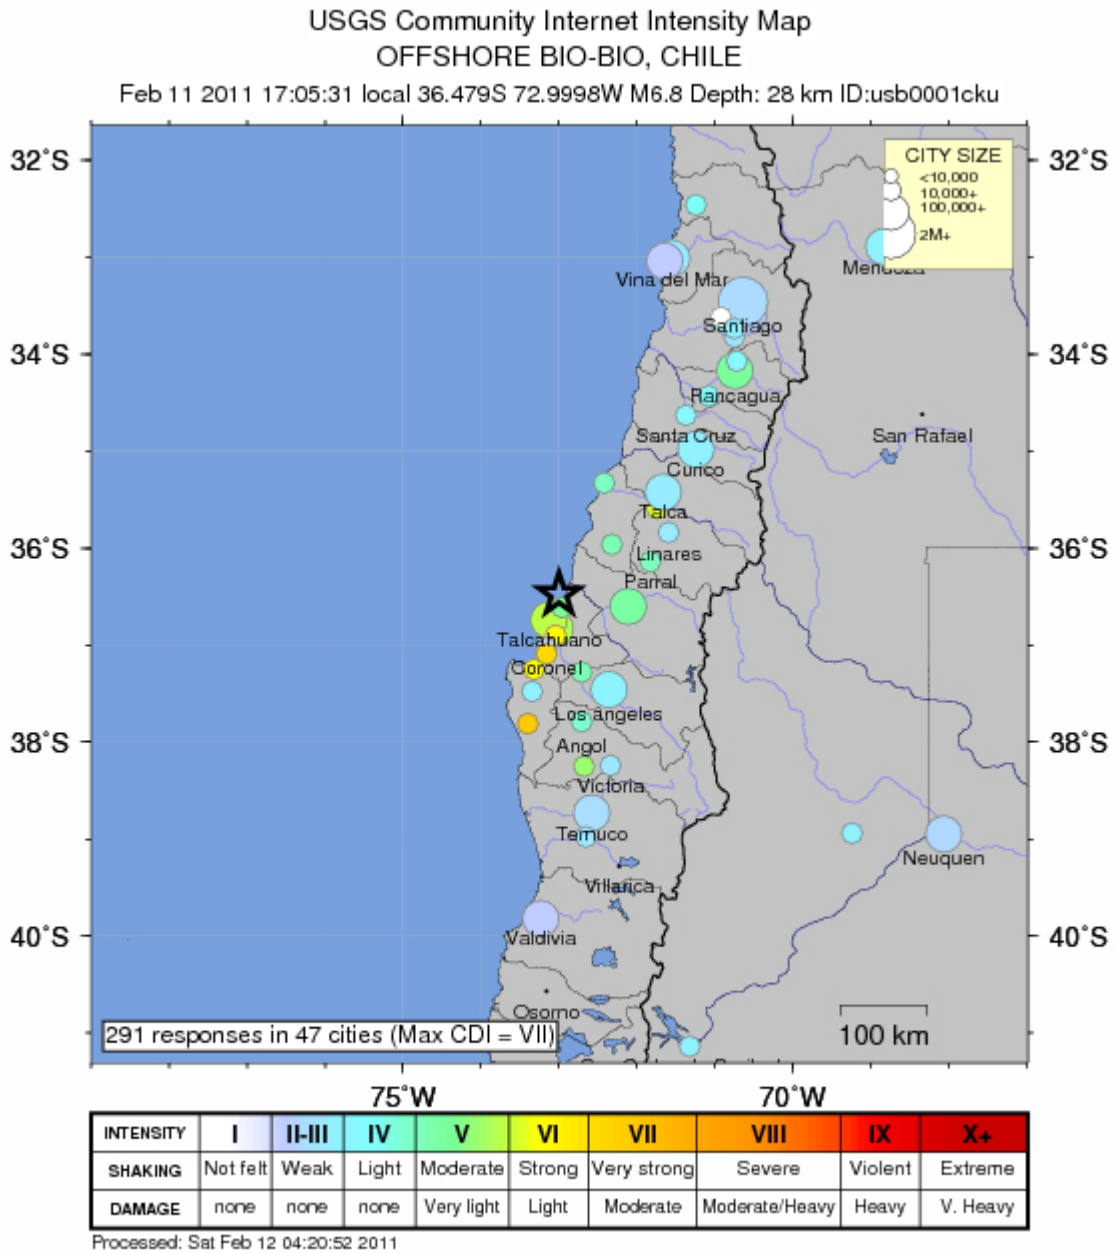 USGS Community Internet Intensity Map
OFFSHORE BIO-BIO, CHILE
Feb 11 2011 17:05:31 local 36.479S 72.9998W M6.8 Depth: 28 km ID:usb0001cku
32°S
32°S
CITY SIZE
<10,000
10,000+
100,000+
2M+
Mendoza
Vina del Mar
Santiago
34°S
34°S
Rancagua
Santa Cruz
San Rafael
Curico
Talca
36°S
36°S
Linares
Parral
Talcahuano
Coronel
Los angeles
38°S
38°S
Angol
Victoria
Temuco
Neuquen
Villarica
40°S
40°S
Valdivia
Osorno
291 responses in 47 cities (Max CDI = VII)
100 km
75°W
70°W
INTENSITY I II-III IV V VI VII VIII IX X+
SHAKING Not felt Weak Light Moderate Strong Very strong Severe Violent Extreme
DAMAGE none none none Very light Light Moderate Moderate/Heavy Heavy V. Heavy
Processed: Sat Feb 12 04:20:52 2011